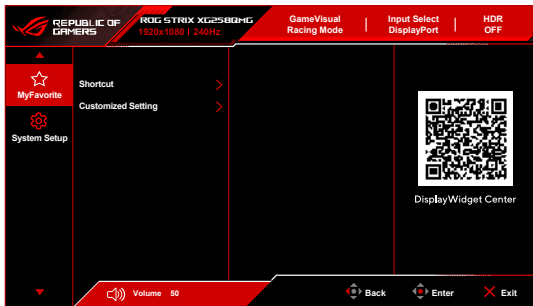 REPUBLIC OF
GAMERS
ROG STRIX XG258QMG
1920x1080 | 240Hz
GameVisual
Racing Mode
Input Select
DisplayPort
HDR
OFF
MyFavorite
System Setup
Shortcut
Customized Setting
DisplayWidget Center
Volume 50
Back
Enter
Exit